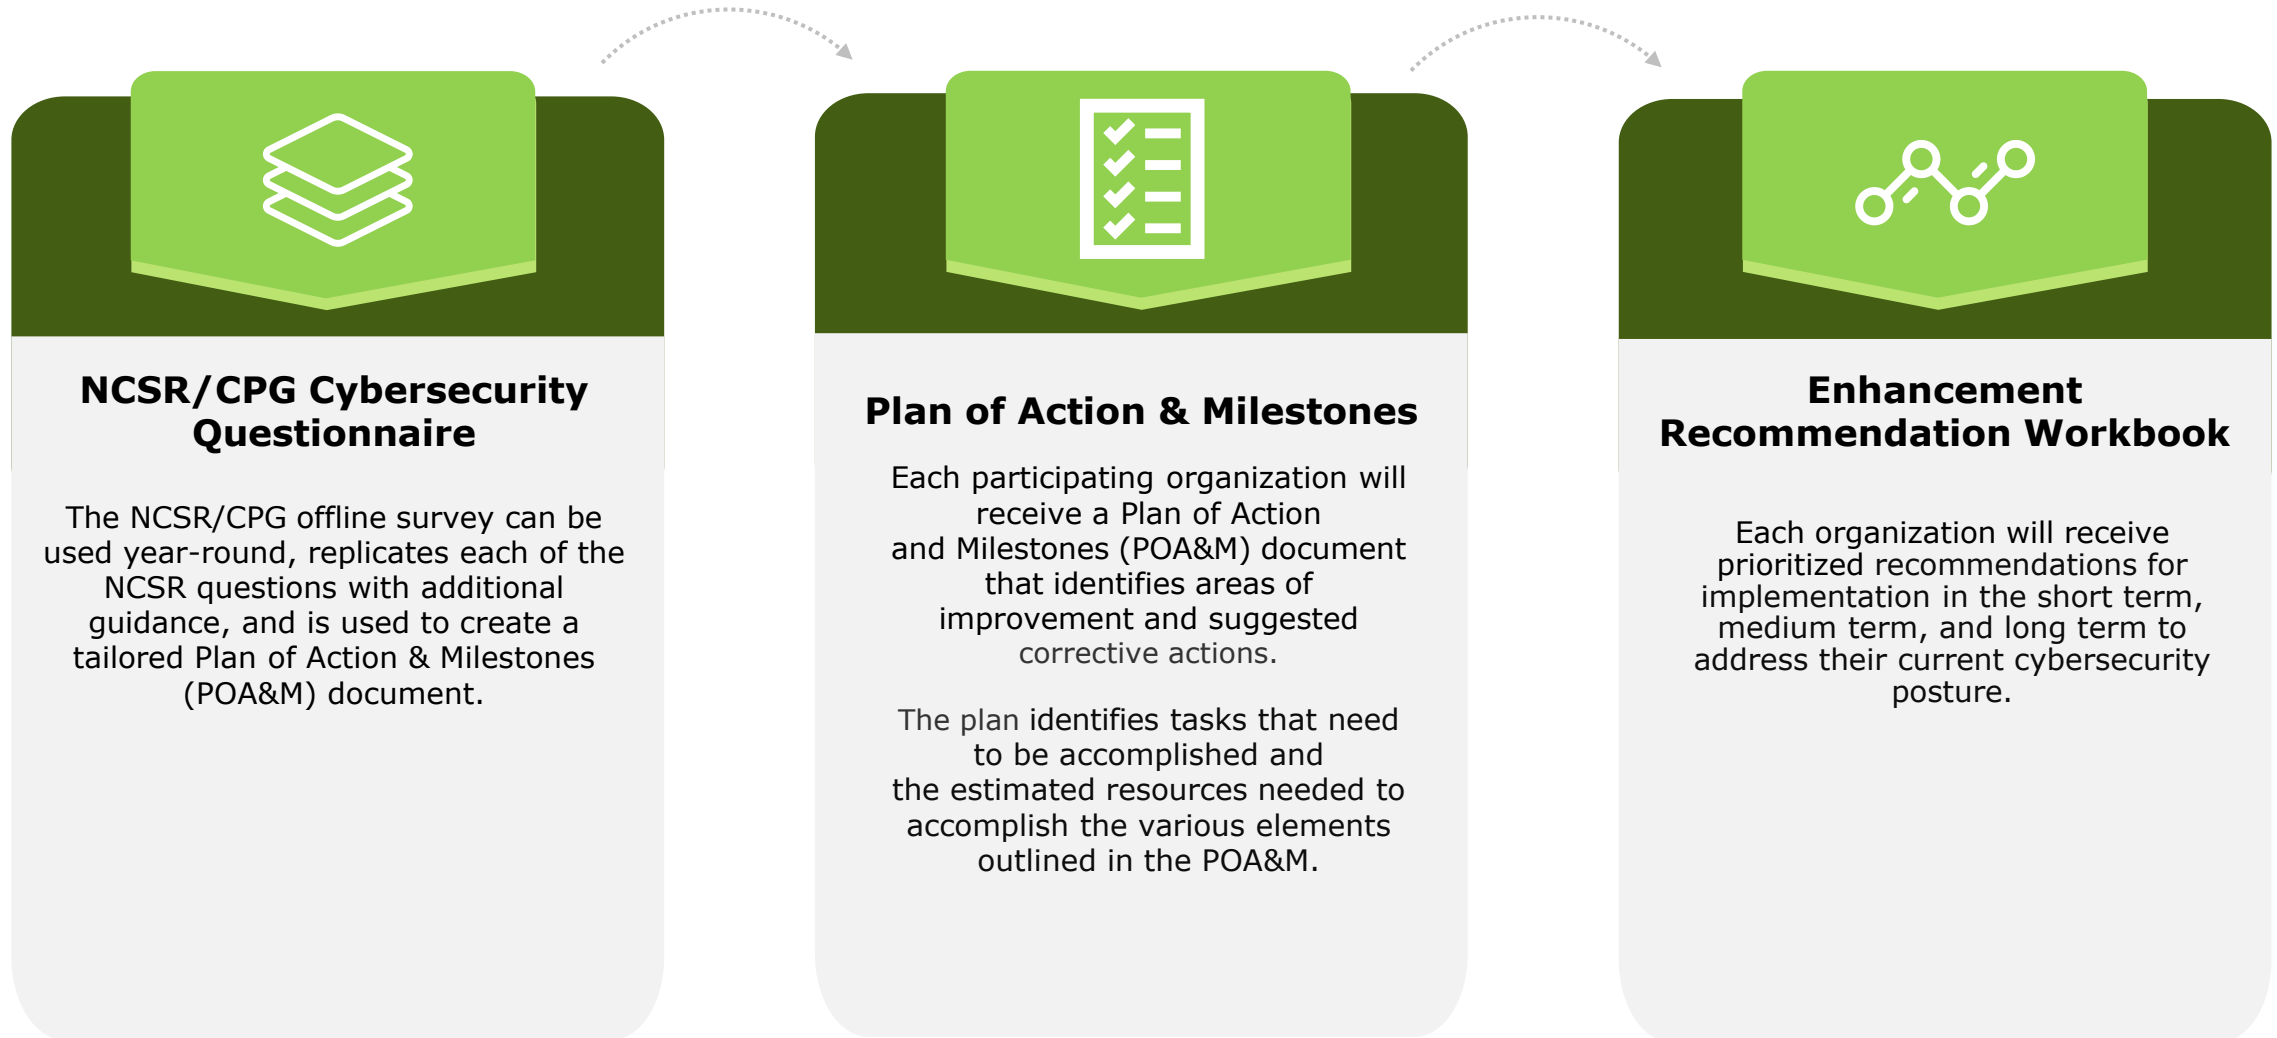 NCSR/CPG Cybersecurity
Questionnaire
The NCSR/CPG offline survey can be
used year-round, replicates each of the
NCSR questions with additional
guidance, and is used to create a
tailored Plan of Action & Milestones
(POA&M) document.
Plan of Action & Milestones
Each participating organization will
receive a Plan of Action
and Milestones (POA&M) document
that identifies areas of
improvement and suggested
corrective actions.
The plan identifies tasks that need
to be accomplished and
the estimated resources needed to
accomplish the various elements
outlined in the POA&M.
Enhancement
Recommendation Workbook
Each organization will receive
prioritized recommendations for
implementation in the short term,
medium term, and long term to
address their current cybersecurity
posture.